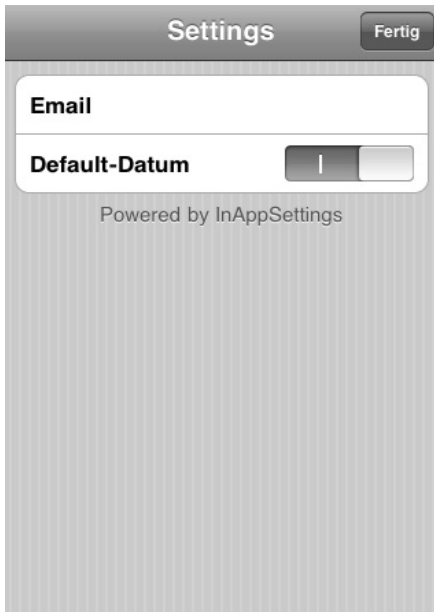 Settings
Fertig
Email
Default-Datum
Powered by InAppSettings